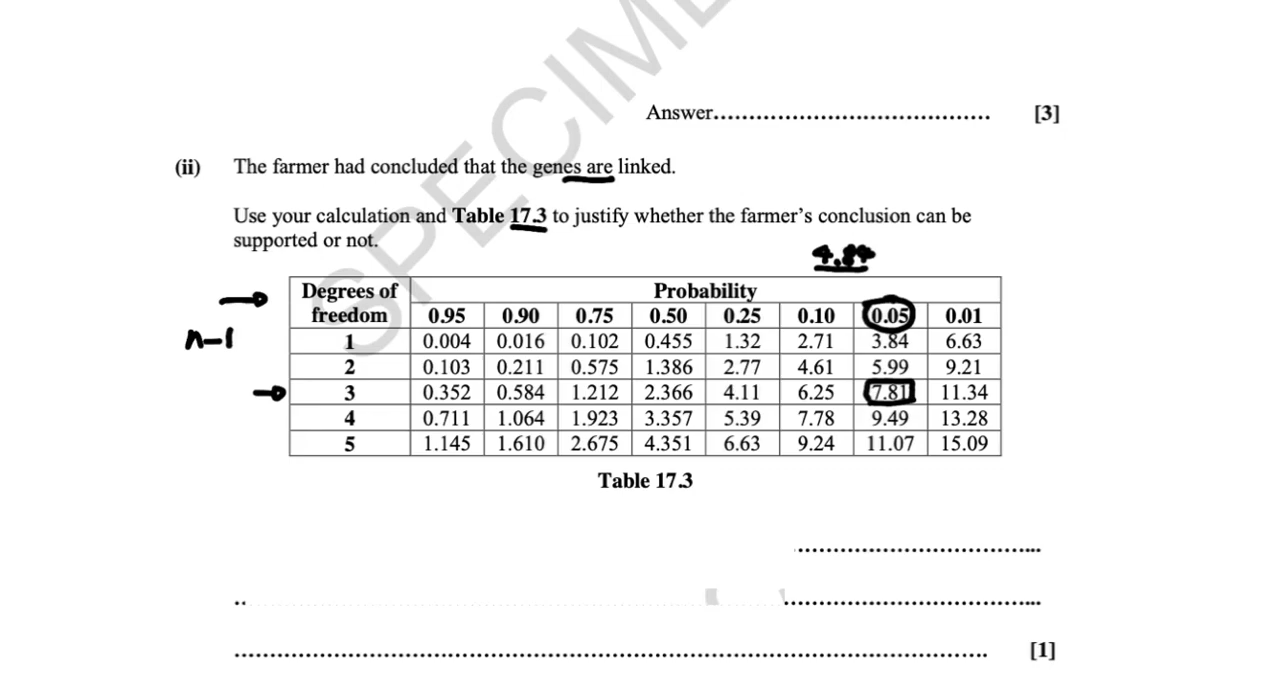 SPECIME
Answer.......................................... [3]
(ii) The farmer had concluded that the genes are linked.
Use your calculation and Table 17.3 to justify whether the farmer's conclusion can be
supported or not.
4.84
Degrees of freedom Probability
0.95 0.90 0.75 0.50 0.25 0.10 0.05 0.01
n-1
1 0.004 0.016 0.102 0.455 1.32 2.71 3.84 6.63
2 0.103 0.211 0.575 1.386 2.77 4.61 5.99 9.21
3 0.352 0.584 1.212 2.366 4.11 6.25 7.81 11.34
4 0.711 1.064 1.923 3.357 5.39 7.78 9.49 13.28
5 1.145 1.610 2.675 4.351 6.63 9.24 11.07 15.09
Table 17.3
[1]